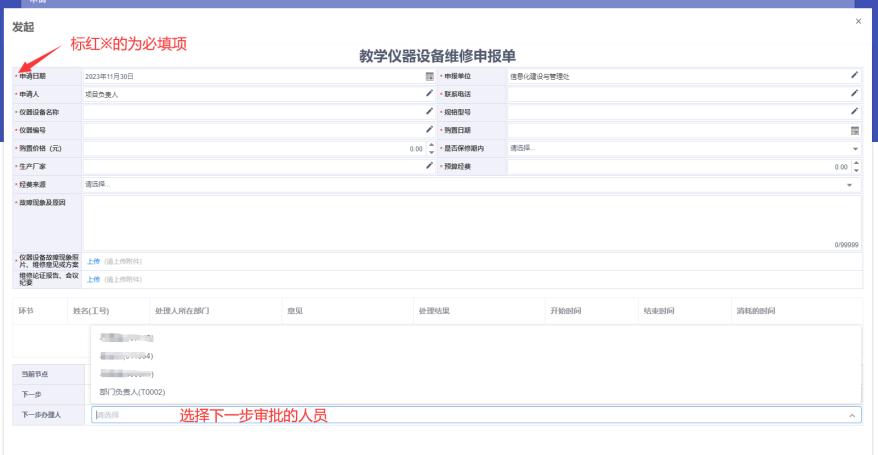 申请
发起
×
标红※的为必填项
教学仪器设备维修申报单
* 申请日期 2023年11月30日 * 申报单位 信息化建设与管理处
* 申请人 项目负责人 * 联系电话
* 仪器设备名称 * 规格型号
* 仪器编号 * 购置日期
* 购置价格（元） 0.00 * 是否保修期内 请选择...
* 生产厂家 * 预算经费 0.00
* 经费来源 请选择...
* 故障现象及原因
0/99999
* 仪器设备故障现象照片、维修意见或方案 上传 (请上传附件)
维修论证报告、会议纪要 上传 (请上传附件)
环节 姓名(工号) 处理人所在部门 意见 处理结果 开始时间 结束时间 消耗的时间
部门负责人(T0002)
当前节点
下一步
下一步办理人 请选择 选择下一步审批的人员